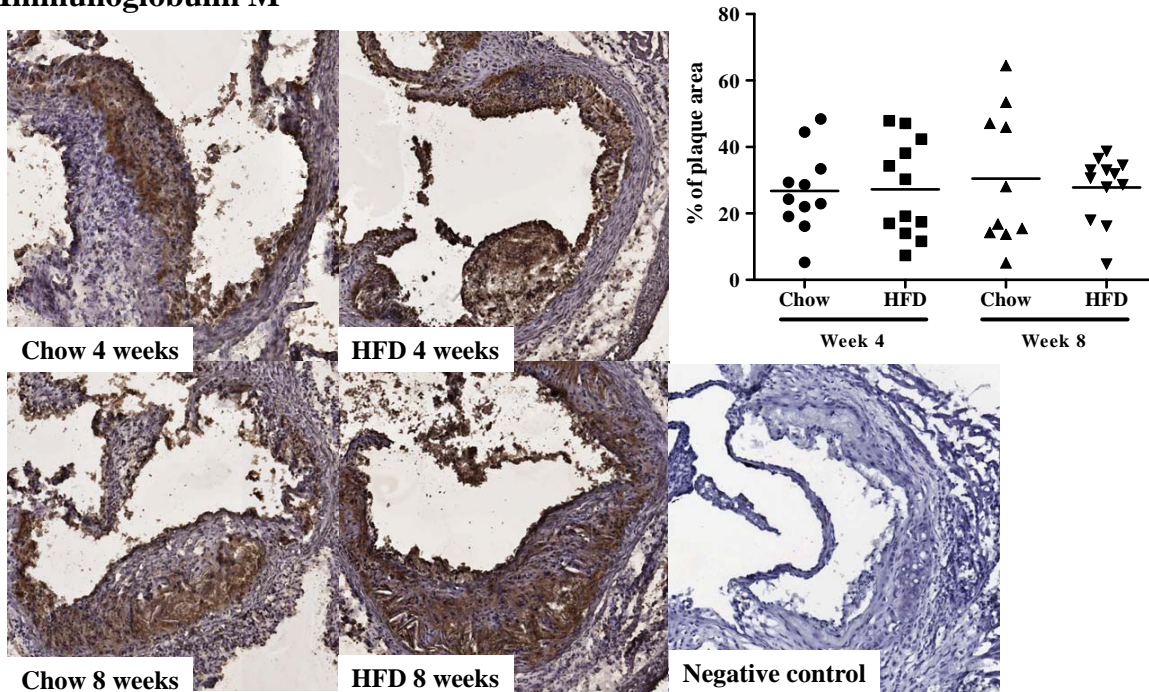 Immunoglobulin M
Chow 4 weeks
HFD 4 weeks
Chow 8 weeks
HFD 8 weeks
Negative control
% of plaque area
80
60
40
20
0
Chow HFD Chow HFD
Week 4 Week 8